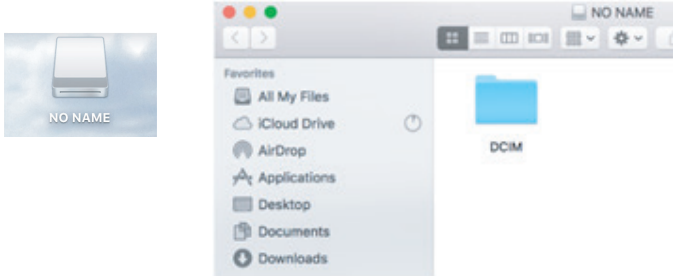 NO NAME
NO NAME
Favorites
All My Files
iCloud Drive
AirDrop
Applications
Desktop
Documents
Downloads
DCIM